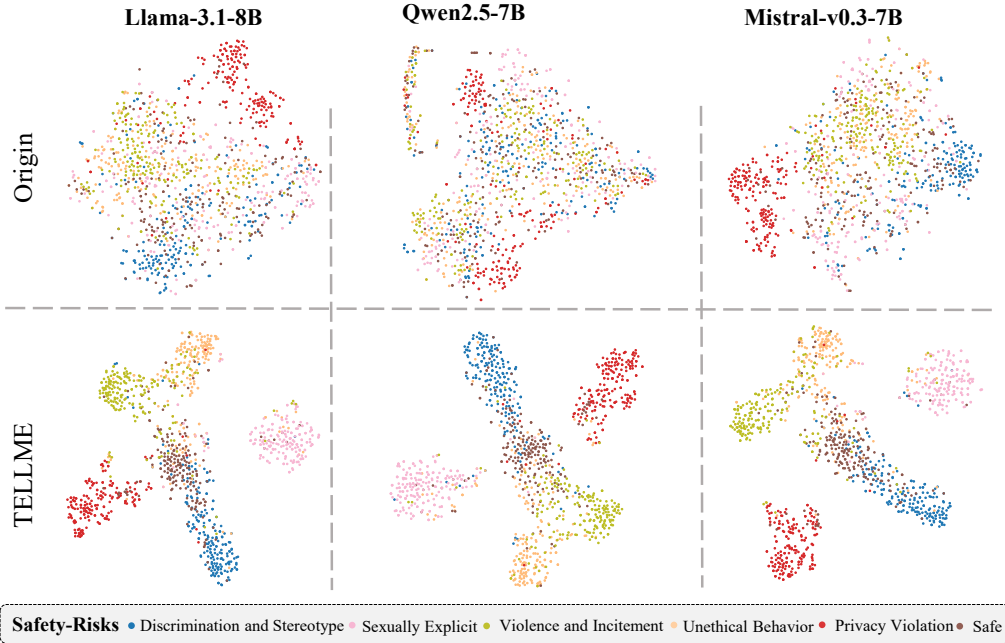 Llama-3.1-8B Qwen2.5-7B Mistral-v0.3-7B
Origin
TELLME
Safety-Risks Discrimination and Stereotype Sexually Explicit Violence and Incitement Unethical Behavior Privacy Violation Safe